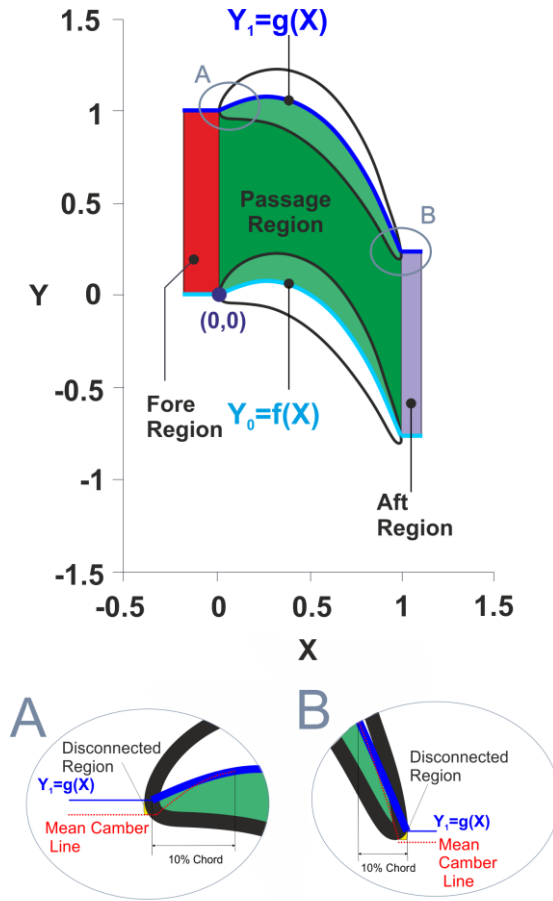 1.5
Y₁=g(X)
A
1
Passage
Region
0.5
B
Y
0
(0,0)
Fore
Region
Y₀=f(X)
-0.5
-1
Aft
Region
-1.5
-0.5
0
0.5
1
1.5
X
A
Disconnected
Region
Y₁=g(X)
Mean Camber
Line
10% Chord
B
Disconnected
Region
Y₁=g(X)
Mean
Camber
Line
10% Chord